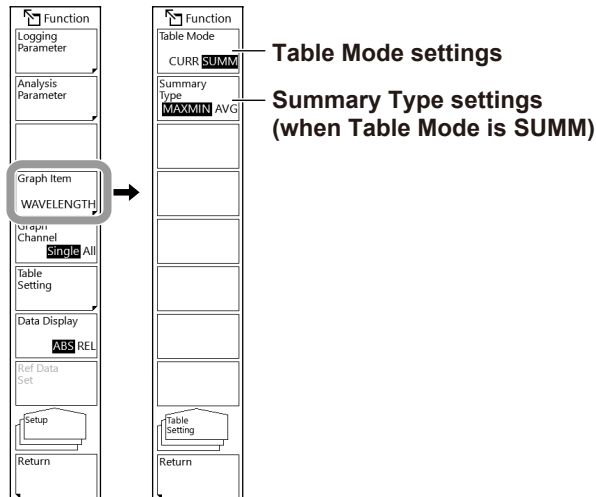 Function
Logging
Parameter
Analysis
Parameter
Graph Item
WAVELENGTH
Graph
Channel
Single All
Table
Setting
Data Display
ABS REL
Ref Data
Set
Setup
Return
Function
Table Mode
CURR SUMM
Summary
Type
MAXMIN AVG
Table
Setting
Return
Table Mode settings
Summary Type settings
(when Table Mode is SUMM)